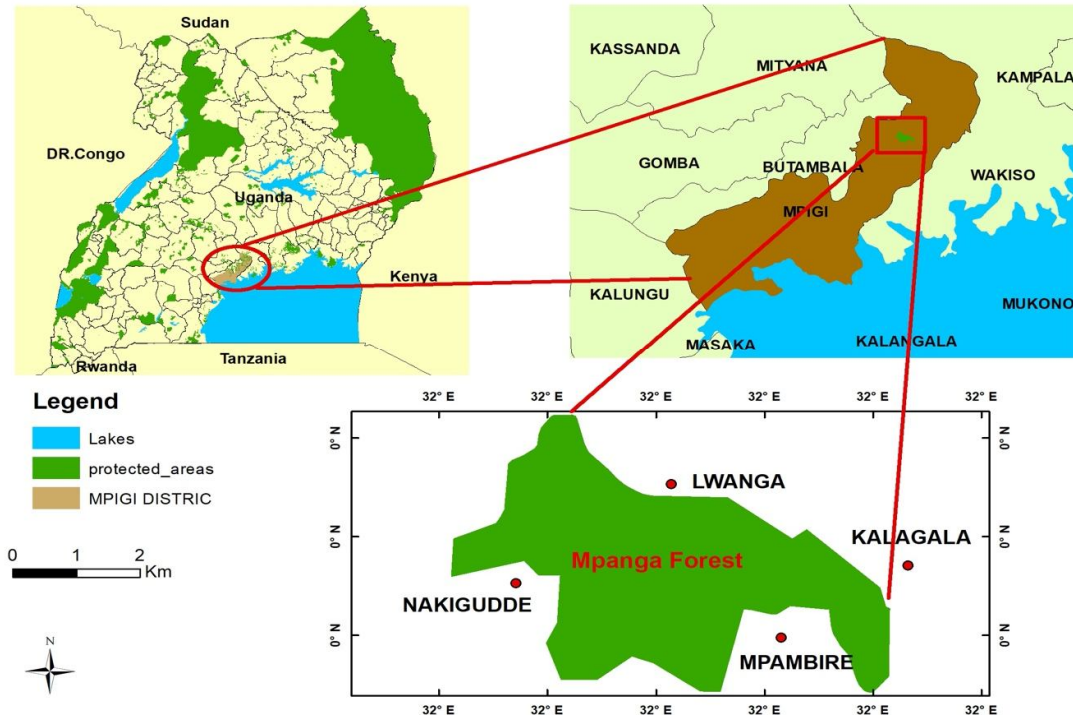 Sudan
DR.Congo
Uganda
Kenya
Rwanda
Tanzania
KASSANDA
MITYANA
KAMPALA
GOMBA
BUTAMBALA
WAKISO
MPIGI
KALUNGU
MUKONO
MASAKA
KALANGALA
Legend
Lakes
protected_areas
MPIGI DISTRIC
0 1 2
Km
N
32° E 32° E 32° E 32° E 32° E 32° E
0° N 0° N
LWANGA
KALAGALA
0° N 0° N
Mpanga Forest
NAKIGUDDE
0° N 0° N
MPAMBIRE
32° E 32° E 32° E 32° E 32° E 32° E